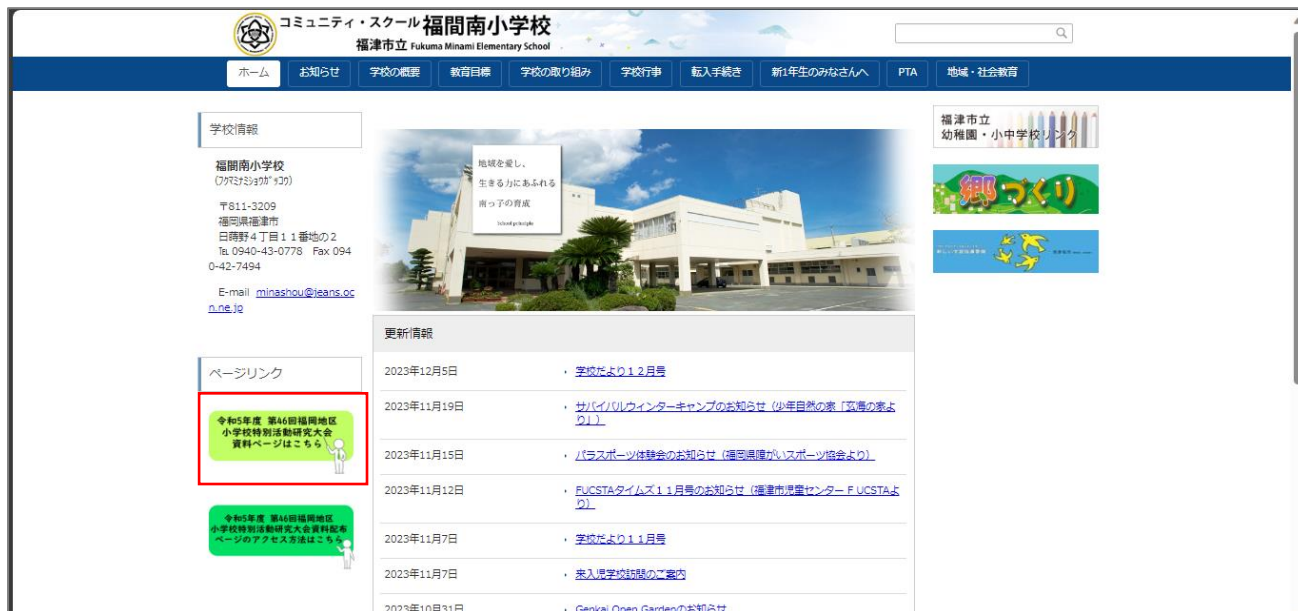 コミュニティ・スクール福間南小学校
福津市立 Fukuma Minami Elementary School
ホーム
お知らせ
学校の概要
教育目標
学校の取り組み
学校行事
転入手続き
新1年生のみなさんへ
PTA
地域・社会教育
学校情報
福間南小学校
(ﾌｸﾏﾐﾅﾐｼｮｳｶﾞｯｺｳ)
〒811-3209
福岡県福津市
日蒔野4丁目11番地の2
℡ 0940-43-0778 Fax 094
0-42-7494
E-mail minashou@jeans.oc
n.ne.jp
ページリンク
令和5年度 第46回福岡地区
小学校特別活動研究大会
資料ページはこちら
令和5年度 第46回福岡地区
小学校特別活動研究大会資料配布
ページのアクセス方法はこちら
地域を愛し、
生きる力にあふれる
南っ子の育成
School principle
更新情報
2023年12月5日
・ 学校だより12月号
2023年11月19日
・ サバイバルウィンターキャンプのお知らせ（少年自然の家「玄海の家よ
り」）
2023年11月15日
・ パラスポーツ体験会のお知らせ（福岡県障がいスポーツ協会より）
2023年11月12日
・ FUCSTAタイムズ11月号のお知らせ（福津市児童センターＦUCSTAよ
り）
2023年11月7日
・ 学校だより11月号
2023年11月7日
・ 来入児学校訪問のご案内
2023年10月31日
・ Genkai Open Gardenのお知らせ
福津市立
幼稚園・小中学校リンク
郷づくり